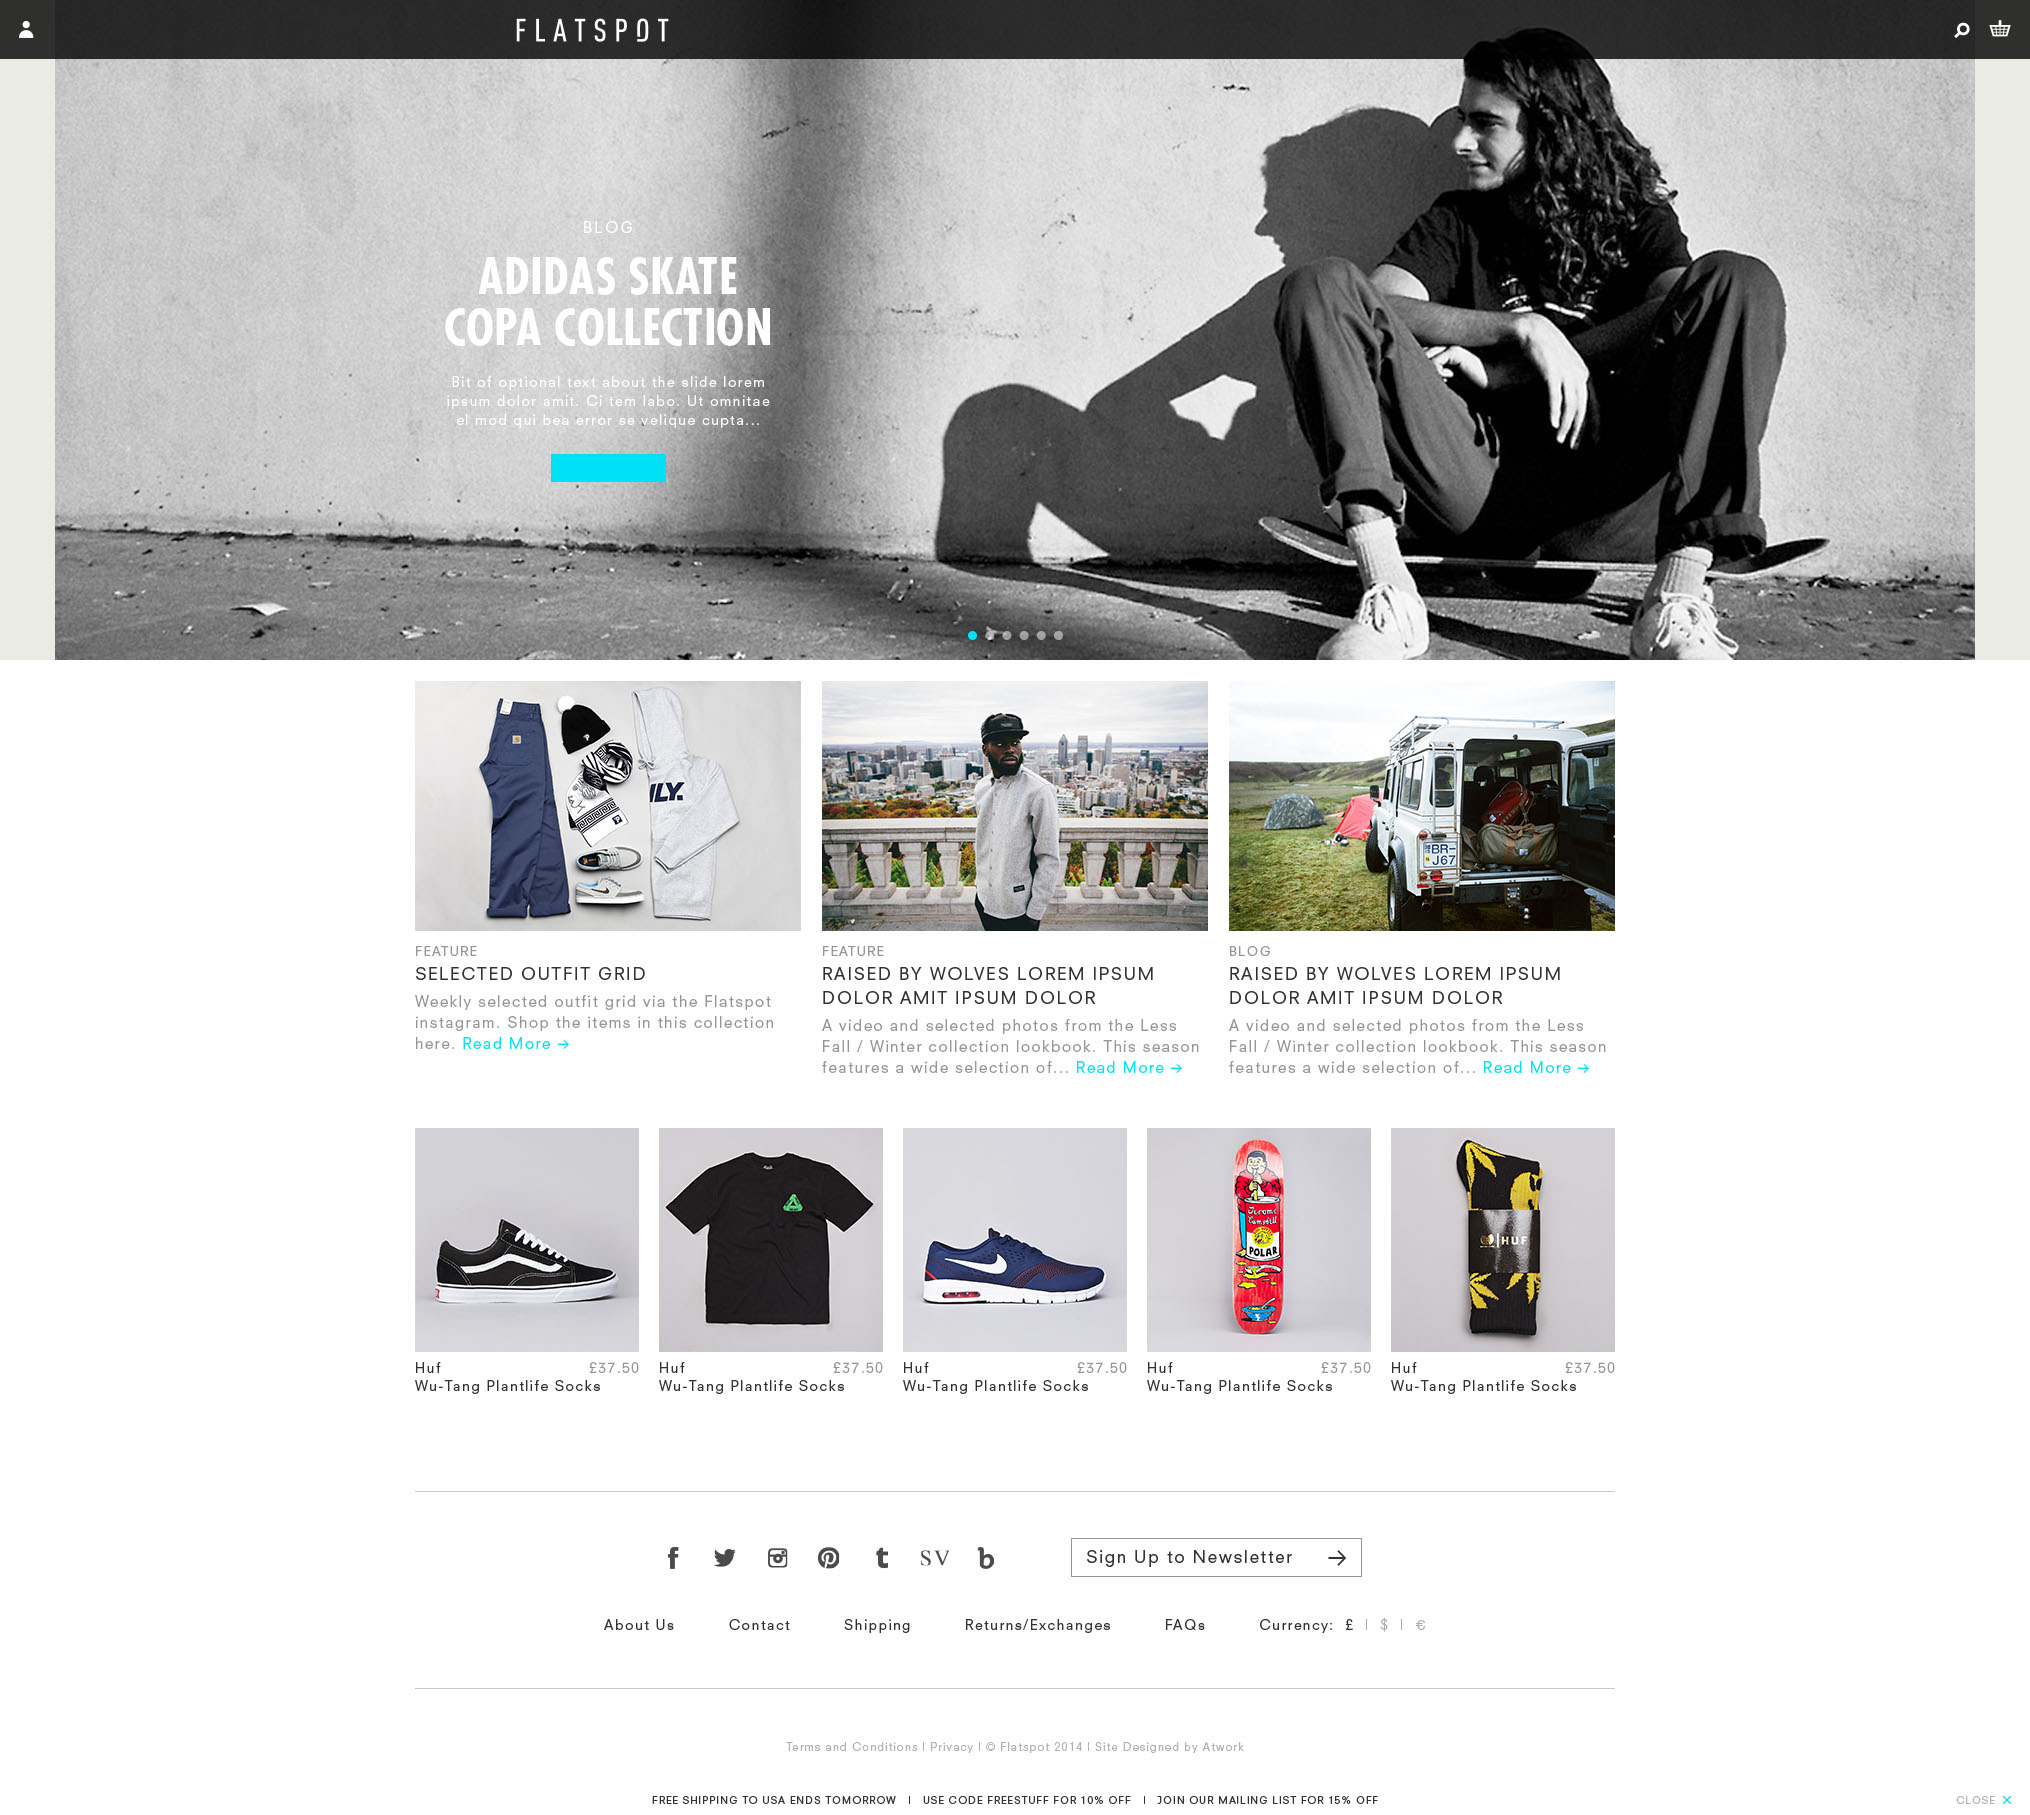 FLATSPOT
BLOG
ADIDAS SKATE
COPA COLLECTION
Bit of optional text about the slide lorem
ipsum dolor amit. Ci tem labo. Ut omnitae
el mod qui bea error se velique cupta...
NLY.
BR-
J67
FEATURE
SELECTED OUTFIT GRID
Weekly selected outfit grid via the Flatspot
instagram. Shop the items in this collection
here. Read More →
FEATURE
RAISED BY WOLVES LOREM IPSUM
DOLOR AMIT IPSUM DOLOR
A video and selected photos from the Less
Fall / Winter collection lookbook. This season
features a wide selection of... Read More →
BLOG
RAISED BY WOLVES LOREM IPSUM
DOLOR AMIT IPSUM DOLOR
A video and selected photos from the Less
Fall / Winter collection lookbook. This season
features a wide selection of... Read More →
POLAR
HUF
Huf £37.50
Wu-Tang Plantlife Socks
Huf £37.50
Wu-Tang Plantlife Socks
Huf £37.50
Wu-Tang Plantlife Socks
Huf £37.50
Wu-Tang Plantlife Socks
Huf £37.50
Wu-Tang Plantlife Socks
SV
Sign Up to Newsletter →
About Us Contact Shipping Returns/Exchanges FAQs Currency: £ | $ | €
Terms and Conditions | Privacy | © Flatspot 2014 | Site Designed by Atwork
FREE SHIPPING TO USA ENDS TOMORROW | USE CODE FREESTUFF FOR 10% OFF | JOIN OUR MAILING LIST FOR 15% OFF
CLOSE ×